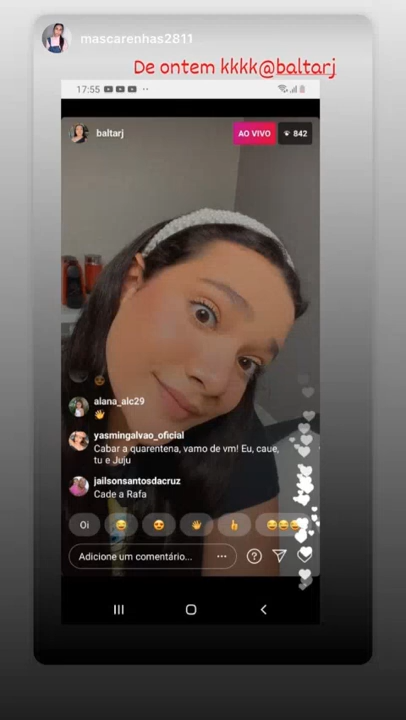 mascarenhas2811
De ontem kkkk@baltarj
17:55
baltarj
AO VIVO
842
alana_alc29
yasmingalvao_oficial
Cabar a quarentena, vamo de vm! Eu, caue,
tu e Juju
jailsonsantosdacruz
Cade a Rafa
Oi
Adicione um comentário...